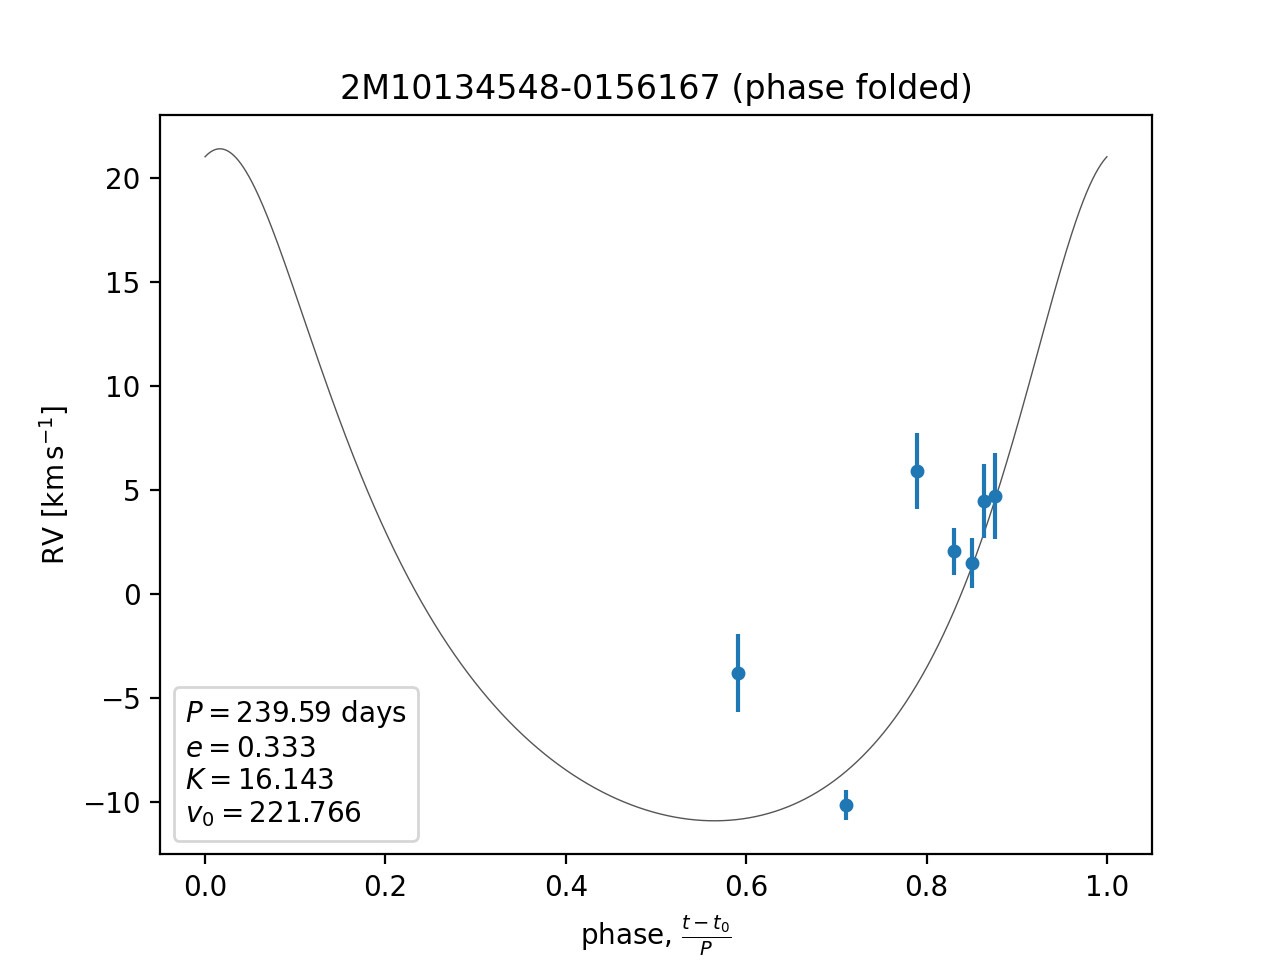 2M10134548-0156167 (phase folded)
RV [km s⁻¹]
20
15
10
5
0
−5
−10
P = 239.59 days
e = 0.333
K = 16.143
v₀ = 221.766
0.0 0.2 0.4 0.6 0.8 1.0
phase, (t − t₀)/P